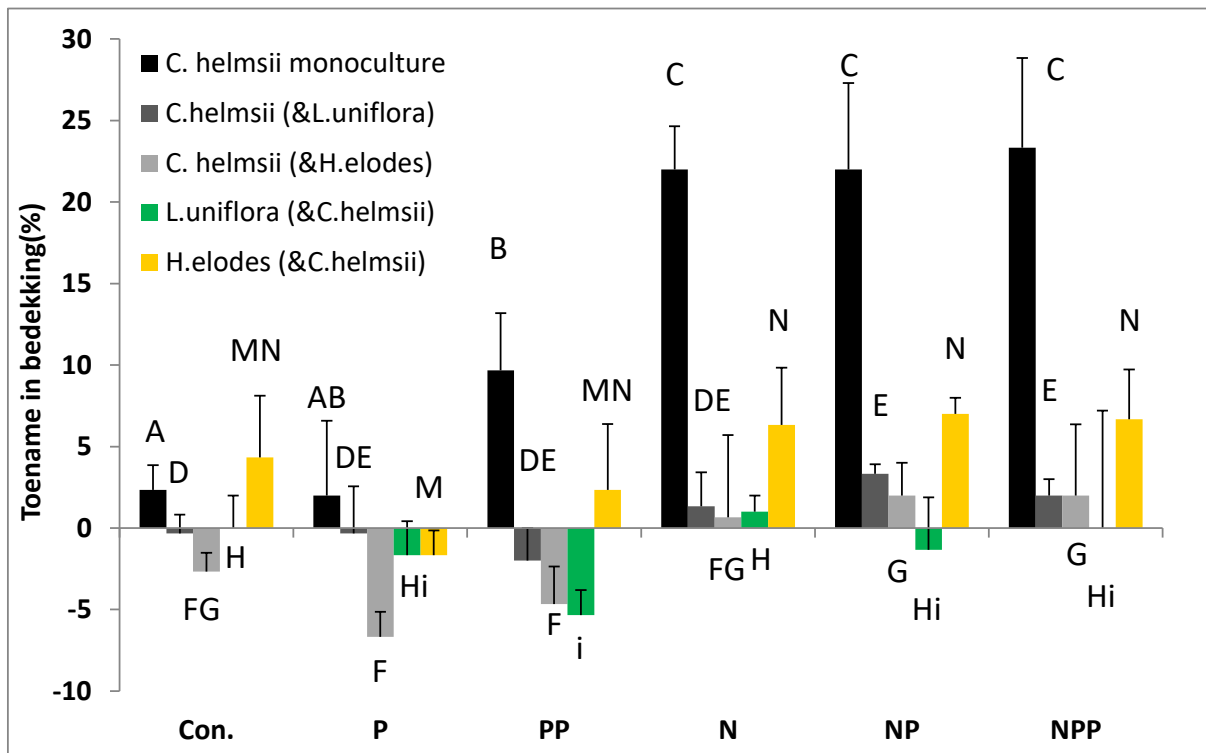 30
25
20
15
10
5
0
-5
-10
Toename in bedekking(%)
C. helmsii monoculture
C.helmsii (&L.uniflora)
C. helmsii (&H.elodes)
L.uniflora (&C.helmsii)
H.elodes (&C.helmsii)
A
D
FG
H
MN
AB
DE
F
Hi
M
B
DE
F
i
MN
C
DE
FG
H
N
C
E
G
Hi
N
C
E
G
Hi
N
Con.
P
PP
N
NP
NPP